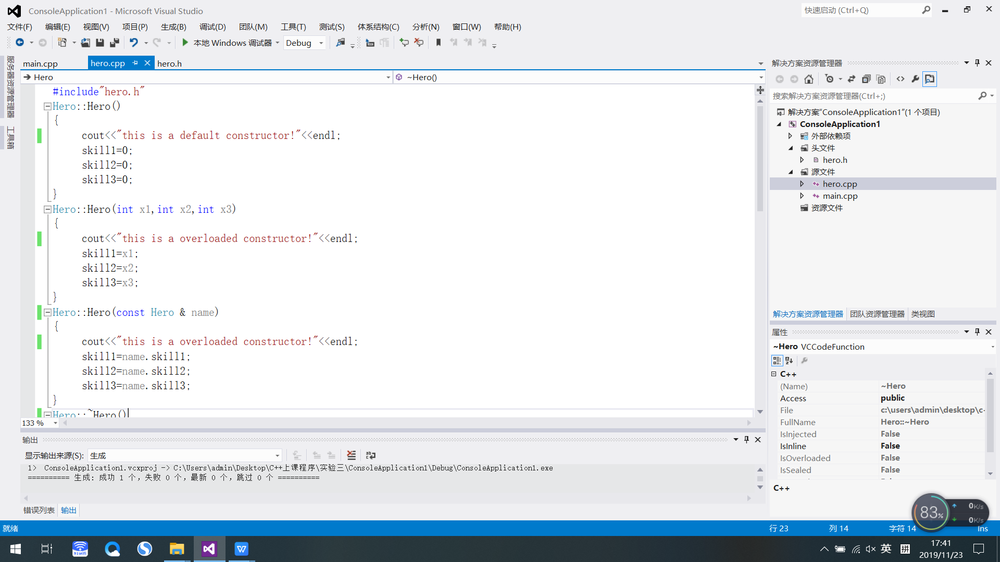 ConsoleApplication1 - Microsoft Visual Studio
快速启动 (Ctrl+Q)
文件(F) 编辑(E) 视图(V) 项目(P) 生成(B) 调试(D) 团队(M) 工具(T) 测试(S) 体系结构(C) 分析(N) 窗口(W) 帮助(H)
本地 Windows 调试器 Debug
服务器资源管理器
工具箱
main.cpp hero.cpp hero.h
Hero ~Hero()
#include"hero.h"
Hero::Hero()
{
cout<<"this is a default constructor!"<<endl;
skill1=0;
skill2=0;
skill3=0;
}
Hero::Hero(int x1,int x2,int x3)
{
cout<<"this is a overloaded constructor!"<<endl;
skill1=x1;
skill2=x2;
skill3=x3;
}
Hero::Hero(const Hero & name)
{
cout<<"this is a overloaded constructor!"<<endl;
skill1=name.skill1;
skill2=name.skill2;
skill3=name.skill3;
}
Hero::~Hero()
133 %
输出
显示输出来源(S): 生成
1> ConsoleApplication1.vcxproj -> C:\Users\admin\Desktop\C++上课程序\实验三\ConsoleApplication1\Debug\ConsoleApplication1.exe
========== 生成: 成功 1 个，失败 0 个，最新 0 个，跳过 0 个 ==========
错误列表 输出
解决方案资源管理器
搜索解决方案资源管理器(Ctrl+;)
解决方案"ConsoleApplication1"(1 个项目)
ConsoleApplication1
外部依赖项
头文件
hero.h
源文件
hero.cpp
main.cpp
资源文件
解决方案资源管理器 团队资源管理器 类视图
属性
~Hero VCCodeFunction
C++
(Name) ~Hero
Access public
File c:\users\admin\desktop\c-
FullName Hero::~Hero
IsInjected False
IsInline False
IsOverloaded False
IsSealed False
C++
83% 0K/s
0K/s
就绪 行 23 列 14 字符 14 Ins
91wifi
英 拼 17:41
2019/11/23